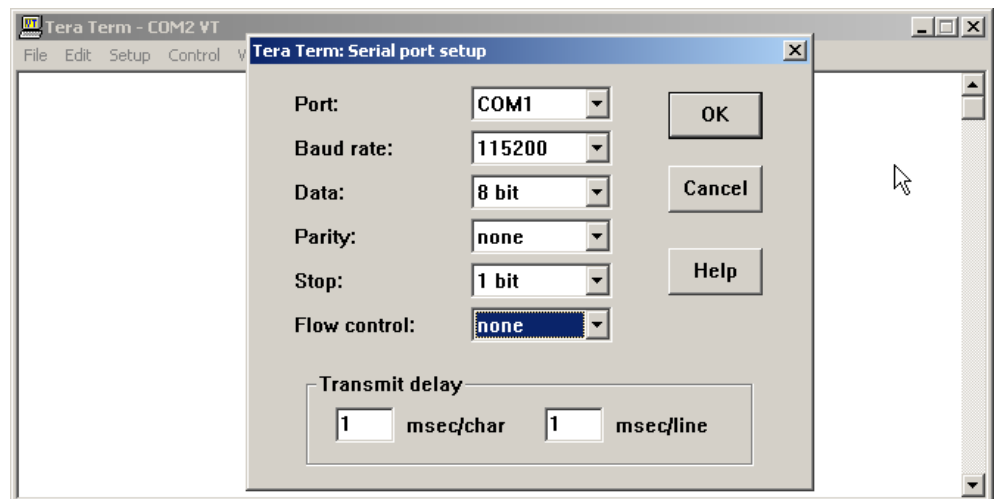 Tera Term - COM2 VT
File Edit Setup Control W
Tera Term: Serial port setup
Port: COM1
OK
Baud rate: 115200
Data: 8 bit
Cancel
Parity: none
Stop: 1 bit
Help
Flow control: none
Transmit delay
1 msec/char 1 msec/line